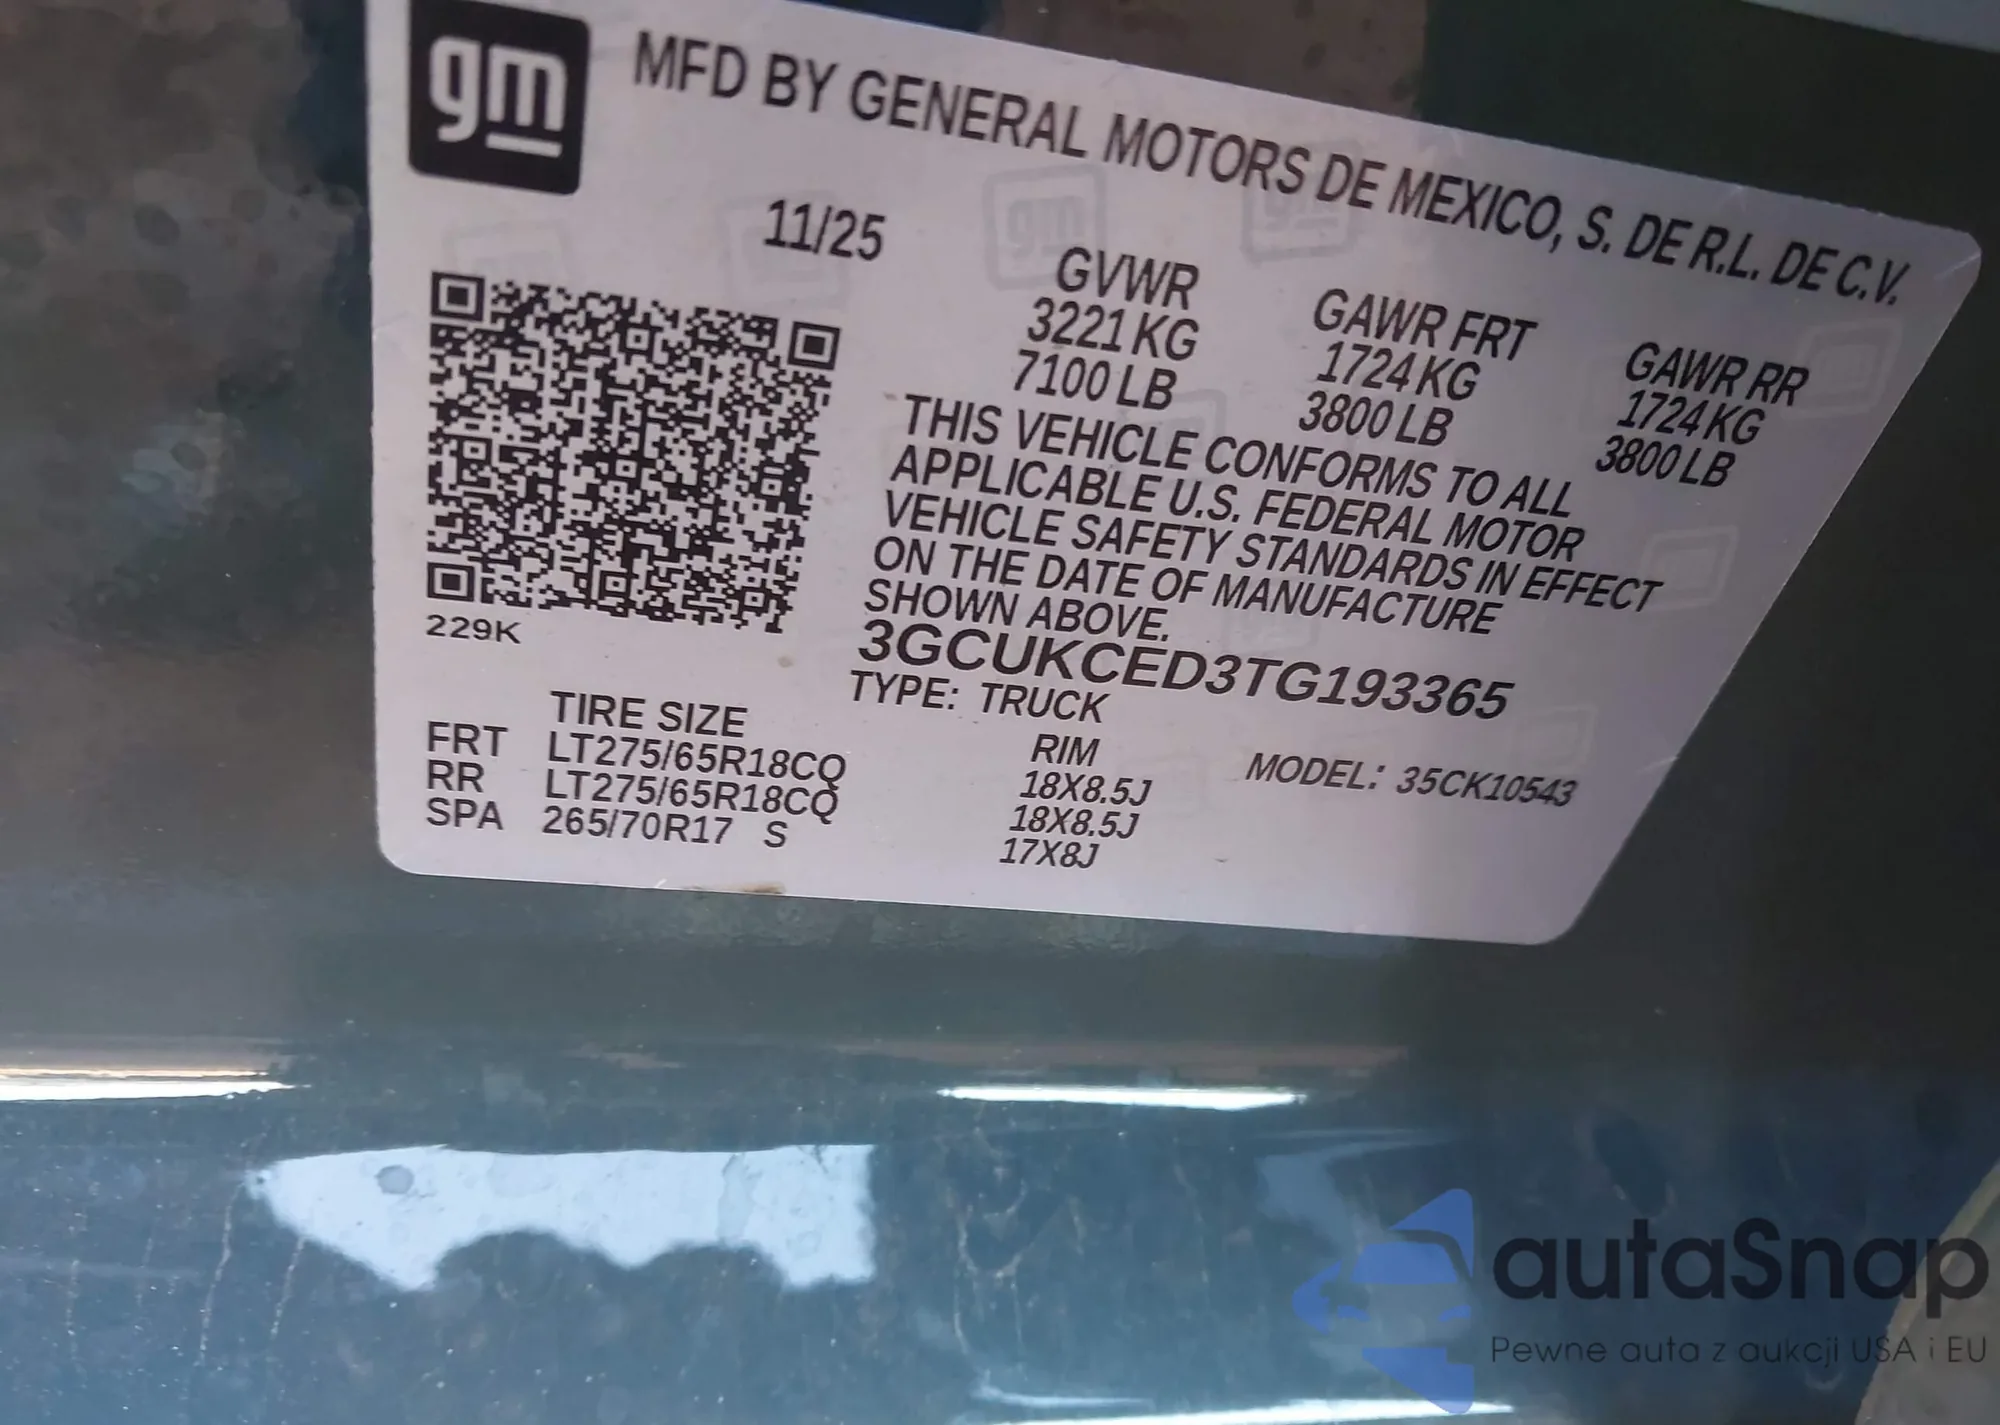 gm
MFD BY GENERAL MOTORS DE MEXICO, S. DE R.L. DE C.V.
11/25
GVWR GAWR FRT GAWR RR
3221 KG 1724 KG 1724 KG
7100 LB 3800 LB 3800 LB
THIS VEHICLE CONFORMS TO ALL
APPLICABLE U.S. FEDERAL MOTOR
VEHICLE SAFETY STANDARDS IN EFFECT
ON THE DATE OF MANUFACTURE
SHOWN ABOVE.
229K
3GCUKCED3TG193365
TYPE: TRUCK
TIRE SIZE RIM MODEL: 35CK10543
FRT LT275/65R18CQ 18X8.5J
RR LT275/65R18CQ 18X8.5J
SPA 265/70R17 S 17X8J
autaSnap
Pewne auta z aukcji USA i EU